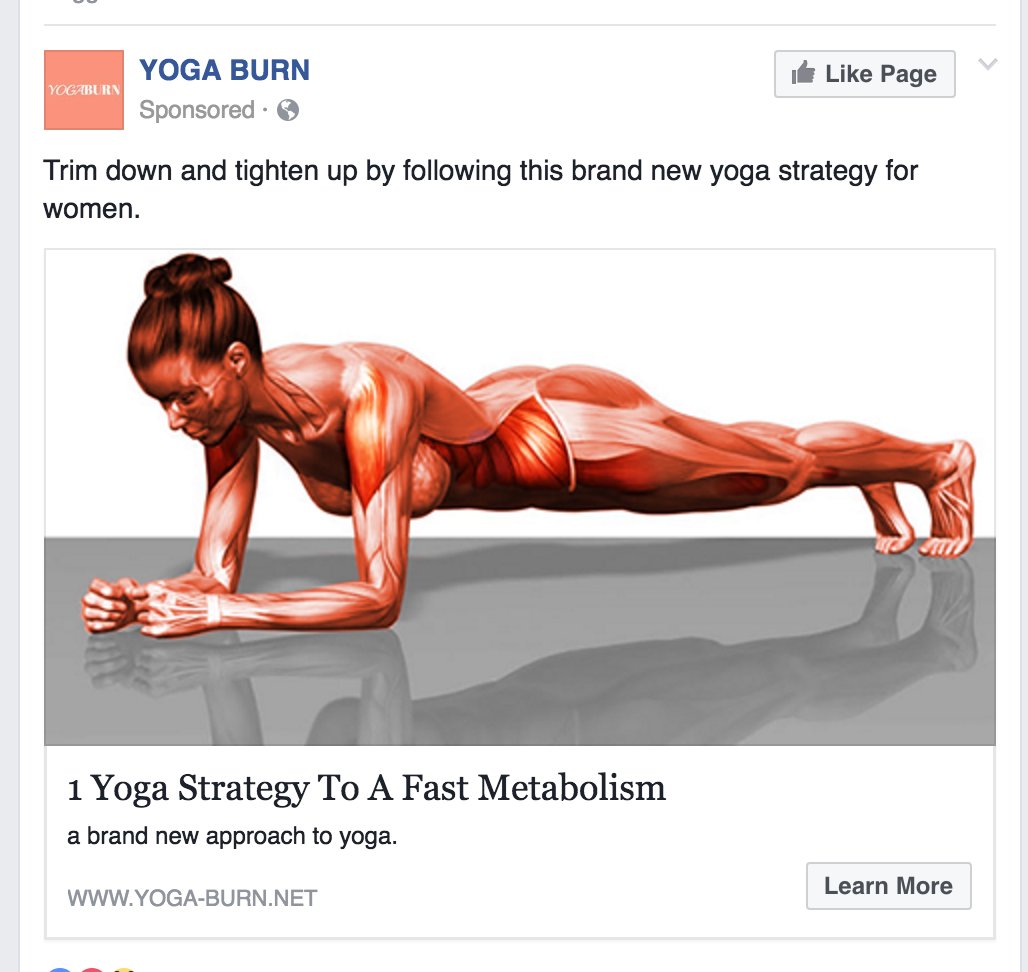 YOGABURN
YOGA BURN
Like Page
Sponsored ·
Trim down and tighten up by following this brand new yoga strategy for
women.
1 Yoga Strategy To A Fast Metabolism
a brand new approach to yoga.
WWW.YOGA-BURN.NET
Learn More